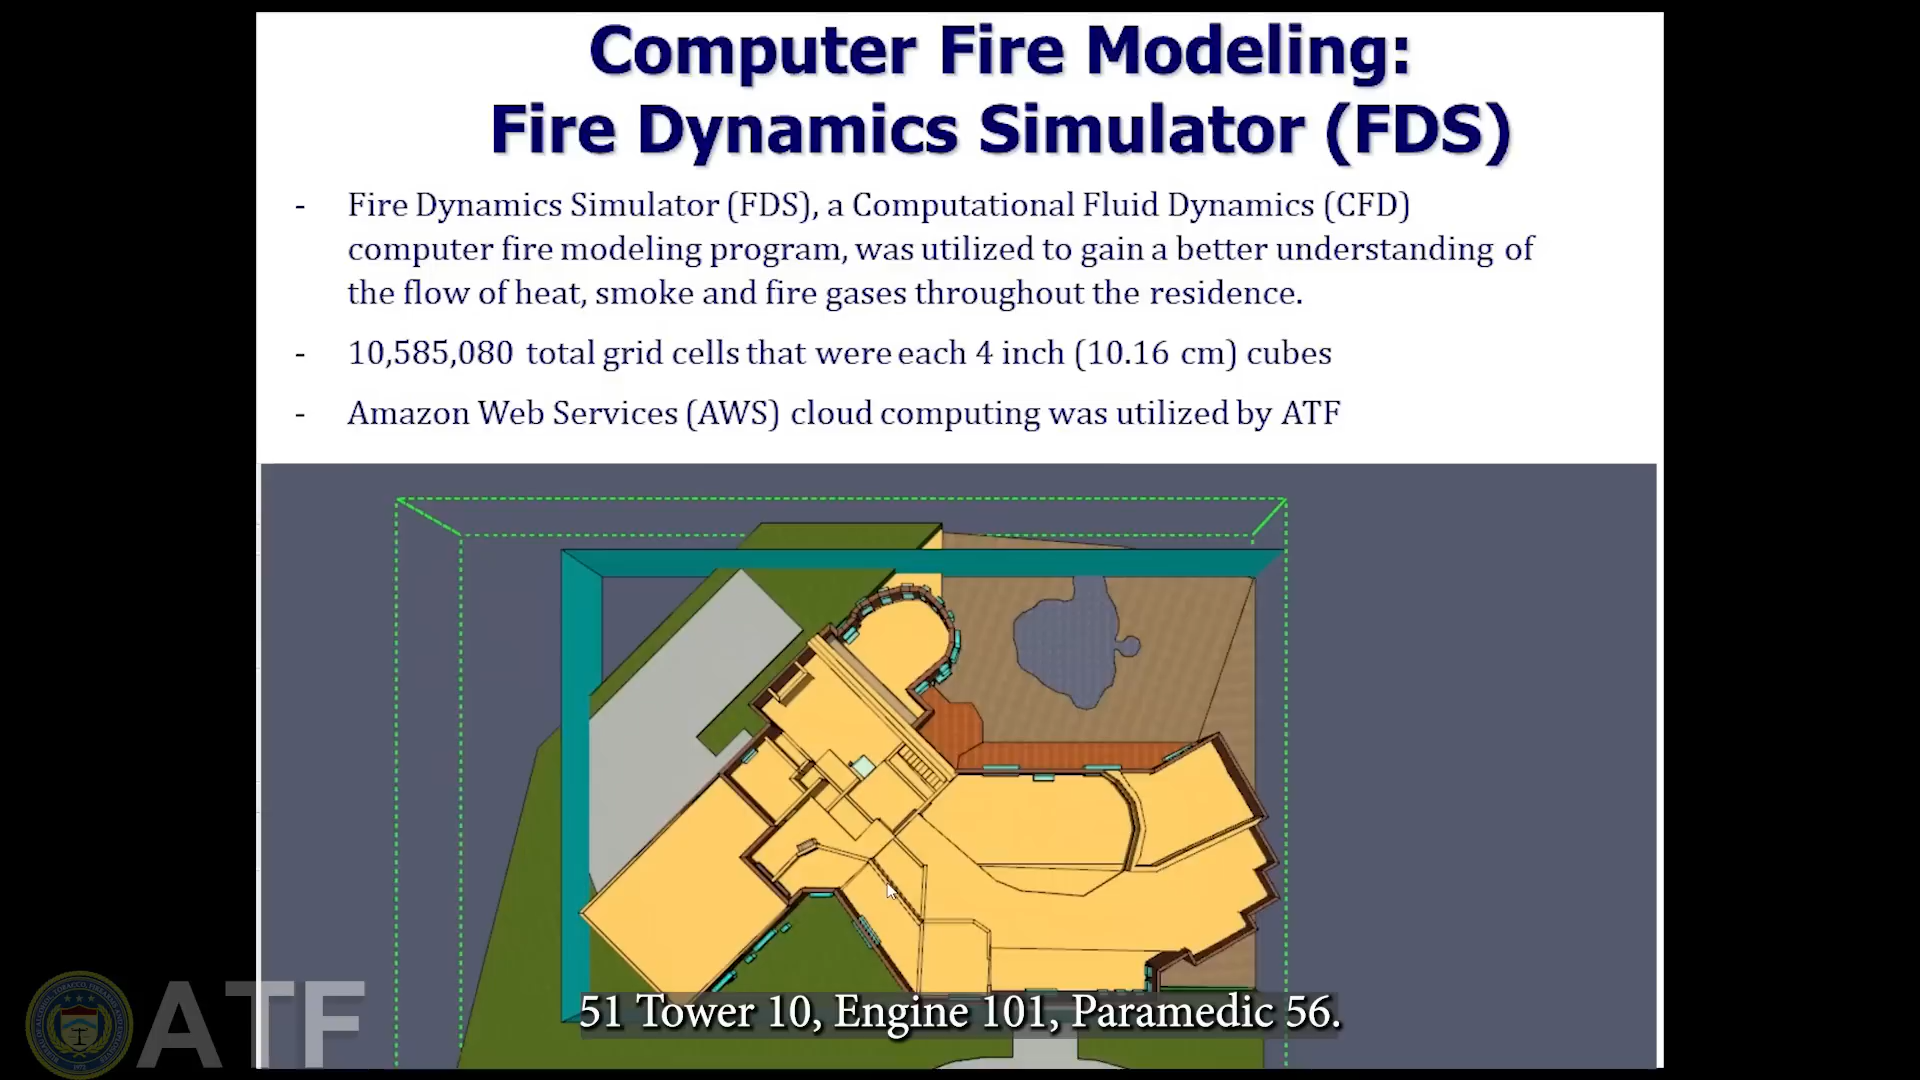 Computer Fire Modeling:
Fire Dynamics Simulator (FDS)
- Fire Dynamics Simulator (FDS), a Computational Fluid Dynamics (CFD)
computer fire modeling program, was utilized to gain a better understanding of
the flow of heat, smoke and fire gases throughout the residence.
- 10,585,080 total grid cells that were each 4 inch (10.16 cm) cubes
- Amazon Web Services (AWS) cloud computing was utilized by ATF
51 Tower 10, Engine 101, Paramedic 56.
ATF